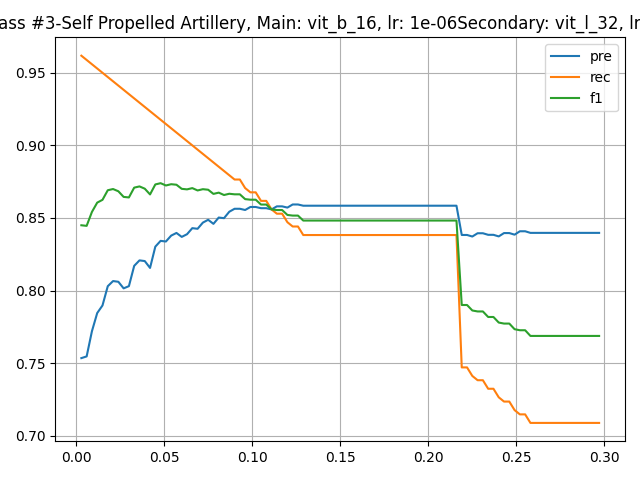 ass #3-Self Propelled Artillery, Main: vit_b_16, lr: 1e-06Secondary: vit_l_32, lr
pre
rec
f1
0.95
0.90
0.85
0.80
0.75
0.70
0.00 0.05 0.10 0.15 0.20 0.25 0.30